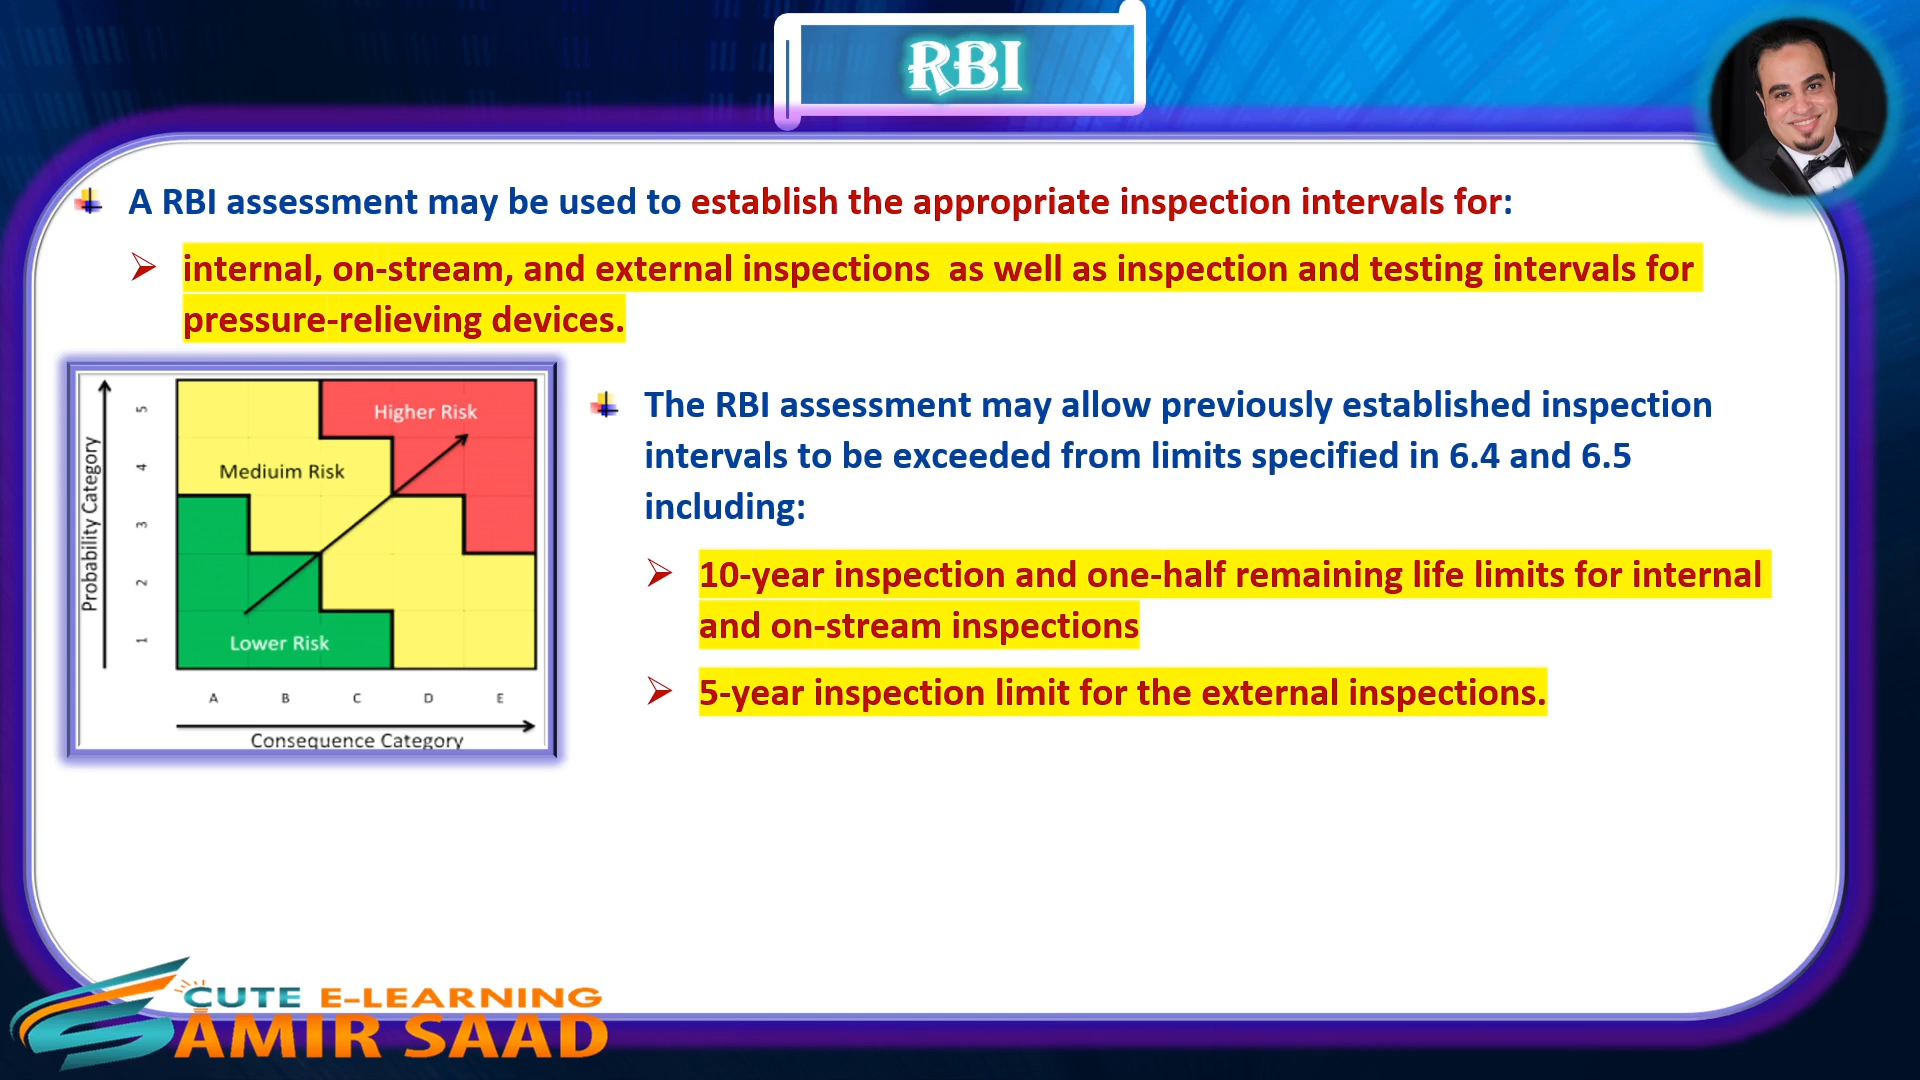 RBI
A RBI assessment may be used to establish the appropriate inspection intervals for:
internal, on-stream, and external inspections as well as inspection and testing intervals for
pressure-relieving devices.
Probability Category
5
4
3
2
1
Higher Risk
Mediuim Risk
Lower Risk
A B C D E
Consequence Category
The RBI assessment may allow previously established inspection
intervals to be exceeded from limits specified in 6.4 and 6.5
including:
10-year inspection and one-half remaining life limits for internal
and on-stream inspections
5-year inspection limit for the external inspections.
CUTE E-LEARNING
AMIR SAAD